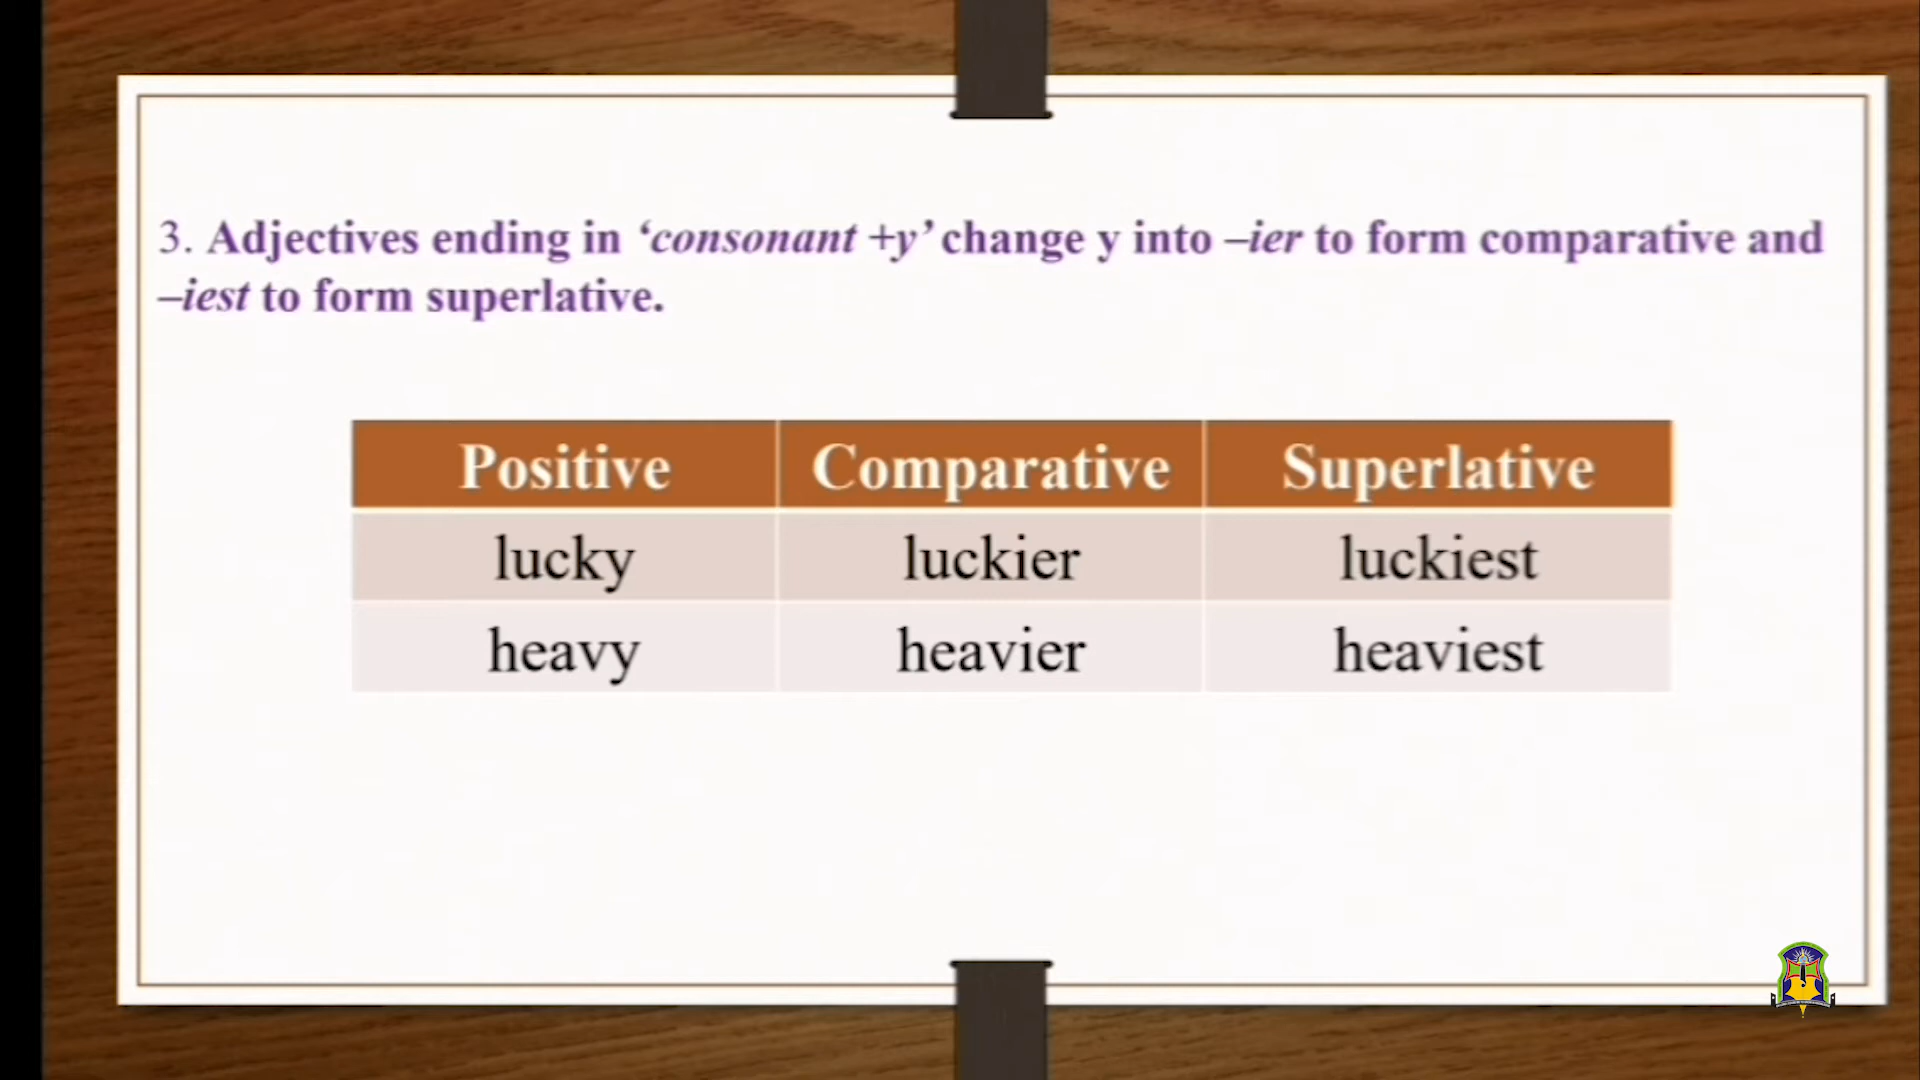 3. Adjectives ending in ‘consonant +y’ change y into –ier to form comparative and
–iest to form superlative.
Positive Comparative Superlative
lucky luckier luckiest
heavy heavier heaviest